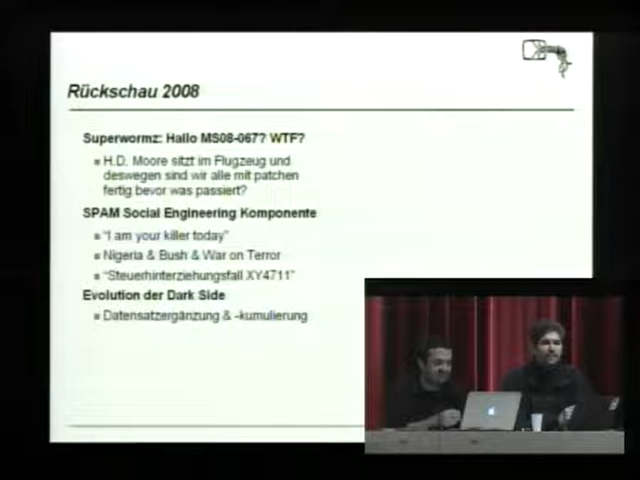 Rückschau 2008
Superwormz: Hallo MS08-067? WTF?
H.D. Moore sitzt im Flugzeug und
deswegen sind wir alle mit patchen
fertig bevor was passiert?
SPAM Social Engineering Komponente
"I am your killer today"
Nigeria & Bush & War on Terror
"Steuerhinterziehungsfall XY4711"
Evolution der Dark Side
Datensatzergänzung & -kumulierung